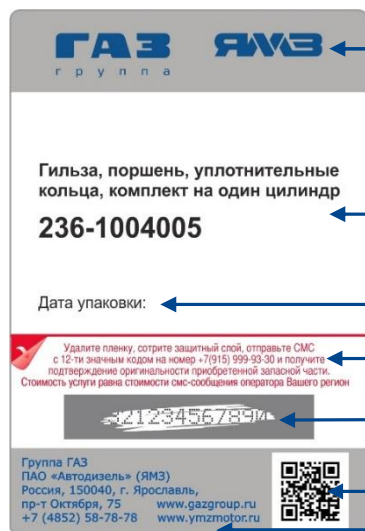 ГАЗ ЯМЗ
группа
Гильза, поршень, уплотнительные
кольца, комплект на один цилиндр
236-1004005
Дата упаковки:
Удалите пленку, сотрите защитный слой, отправьте СМС
с 12-ти значным кодом на номер +7(915) 999-93-30 и получите
подтверждение оригинальности приобретенной запасной части.
Стоимость услуги равна стоимости смс-сообщения оператора Вашего региона
Группа ГАЗ
ПАО «Автодизель» (ЯМЗ)
Россия, 150040, г. Ярославль,
пр-т Октября, 75 www.gazgroup.ru
+7 (4852) 58-78-78 www.ymzmotor.ru